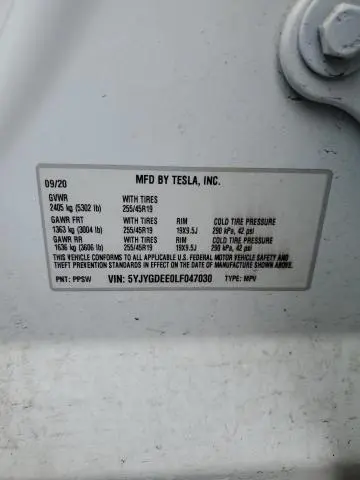 09/20 MFD BY TESLA, INC.
GVWR WITH TIRES
2405 kg (5302 lb) 255/45R19
GAWR FRT WITH TIRES RIM COLD TIRE PRESSURE
1363 kg (3004 lb) 255/45R19 19X9.5J 290 kPa, 42 psi
GAWR RR WITH TIRES RIM COLD TIRE PRESSURE
1636 kg (3606 lb) 255/45R19 19X9.5J 290 kPa, 42 psi
THIS VEHICLE CONFORMS TO ALL APPLICABLE U.S. FEDERAL MOTOR VEHICLE SAFETY AND
THEFT PREVENTION STANDARDS IN EFFECT ON THE DATE OF MANUFACTURE SHOWN ABOVE.
PNT: PPSW VIN: 5YJYGDEE0LF047030 TYPE: MPV